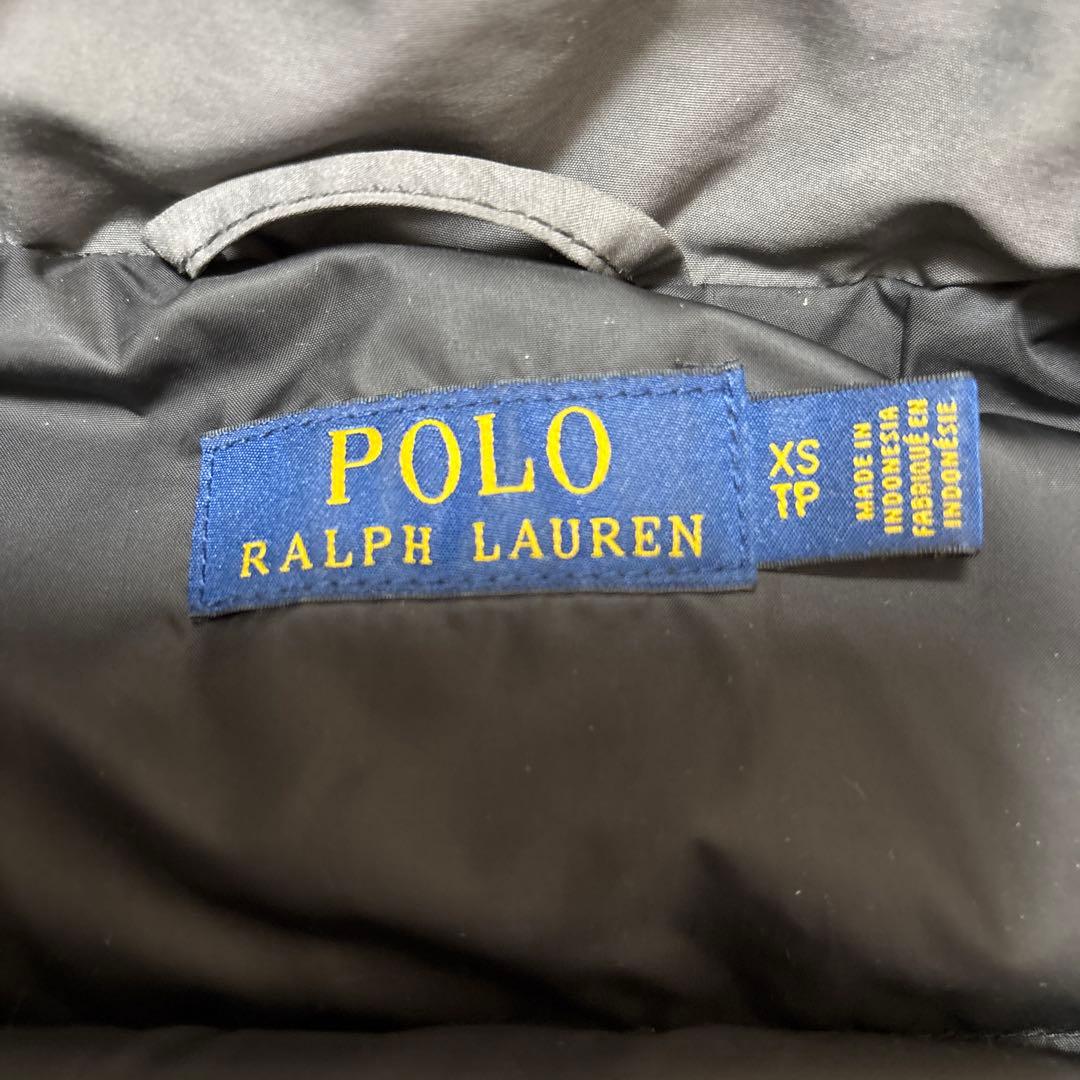 POLO
RALPH LAUREN
XS
TP
MADE IN
INDONESIA
FABRIQUÉ EN
INDONÉSIE